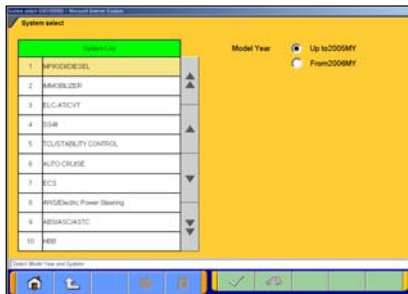 System select
System List
Model Year
Up to2005MY
From2006MY
1 MPI/GDI/DIESEL
2 IMMOBILIZER
3 ELC-AT/CVT
4 SS4II
5 TCL/STABILITY CONTROL
6 AUTO CRUISE
7 ECS
8 4WS/Electric Power Steering
9 ABS/ASC/ASTC
10 HBB
Select Model Year and System.